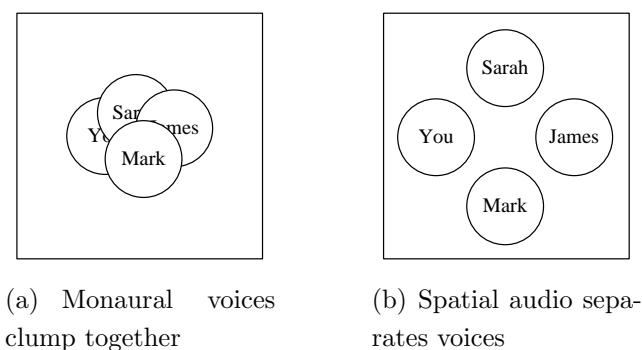 Mark
Sarah
You
James
Mark
(a) Monaural voices
clump together
(b) Spatial audio sepa-
rates voices